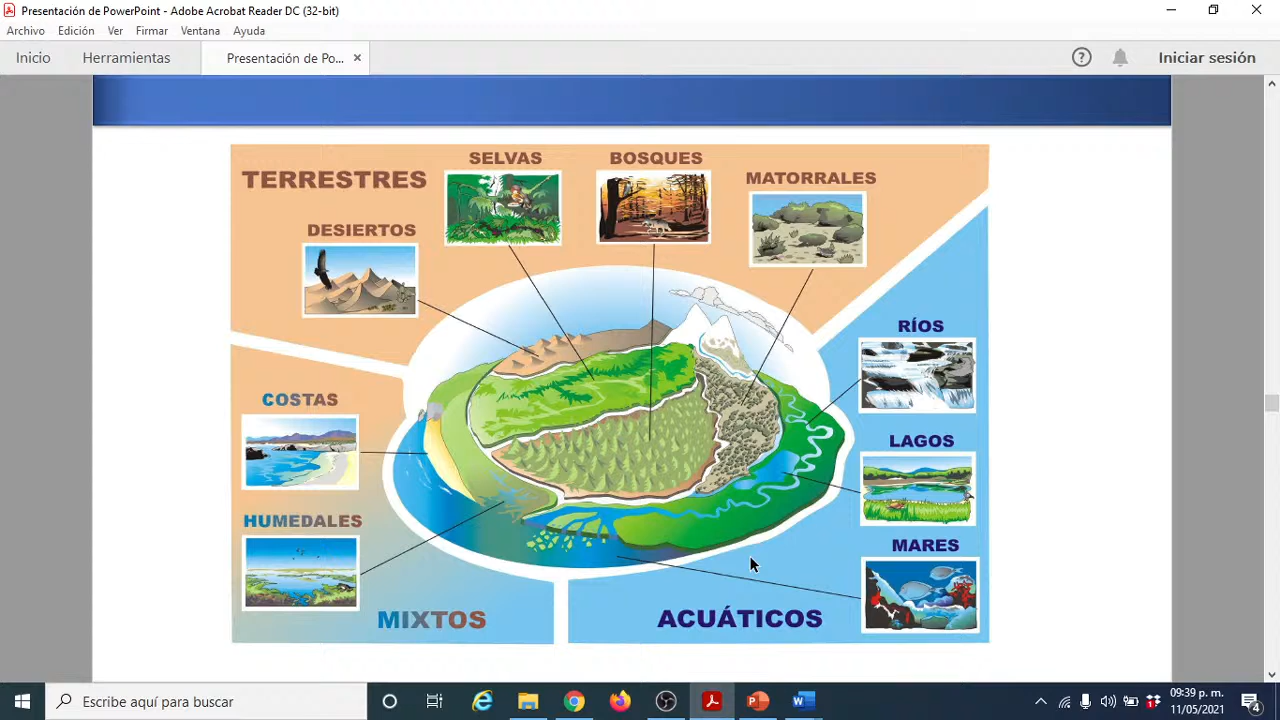 Presentación de PowerPoint - Adobe Acrobat Reader DC (32-bit)
Archivo Edición Ver Firmar Ventana Ayuda
Inicio Herramientas Presentación de Po... × Iniciar sesión
TERRESTRES
SELVAS
BOSQUES
MATORRALES
DESIERTOS
RÍOS
COSTAS
LAGOS
HUMEDALES
MARES
MIXTOS
ACUÁTICOS
Escribe aquí para buscar
09:39 p. m.
11/05/2021
4